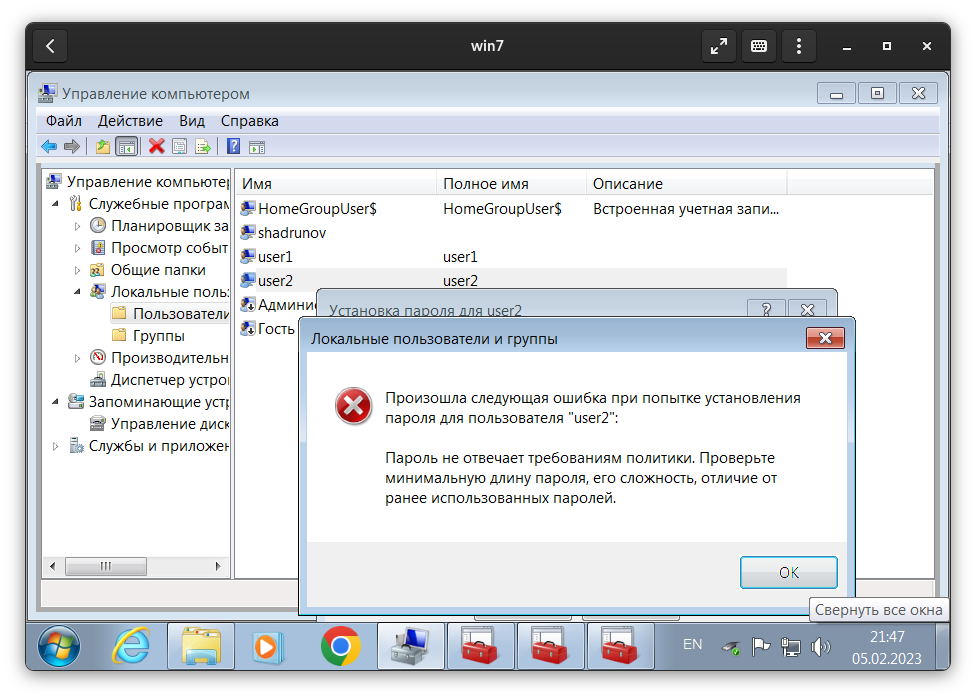 win7
Управление компьютером
Файл Действие Вид Справка
Управление компьютер
Служебные програм
Планировщик за
Просмотр событ
Общие папки
Локальные поль
Пользователи
Группы
Производительн
Диспетчер устро
Запоминающие устр
Управление диск
Службы и приложен
Имя Полное имя Описание
HomeGroupUser$ HomeGroupUser$ Встроенная учетная запи...
shadrunov
user1 user1
user2 user2
Админис
Гость
Установка пароля для user2
Локальные пользователи и группы
Произошла следующая ошибка при попытке установления
пароля для пользователя "user2":
Пароль не отвечает требованиям политики. Проверьте
минимальную длину пароля, его сложность, отличие от
ранее использованных паролей.
OK
Свернуть все окна
EN
21:47
05.02.2023